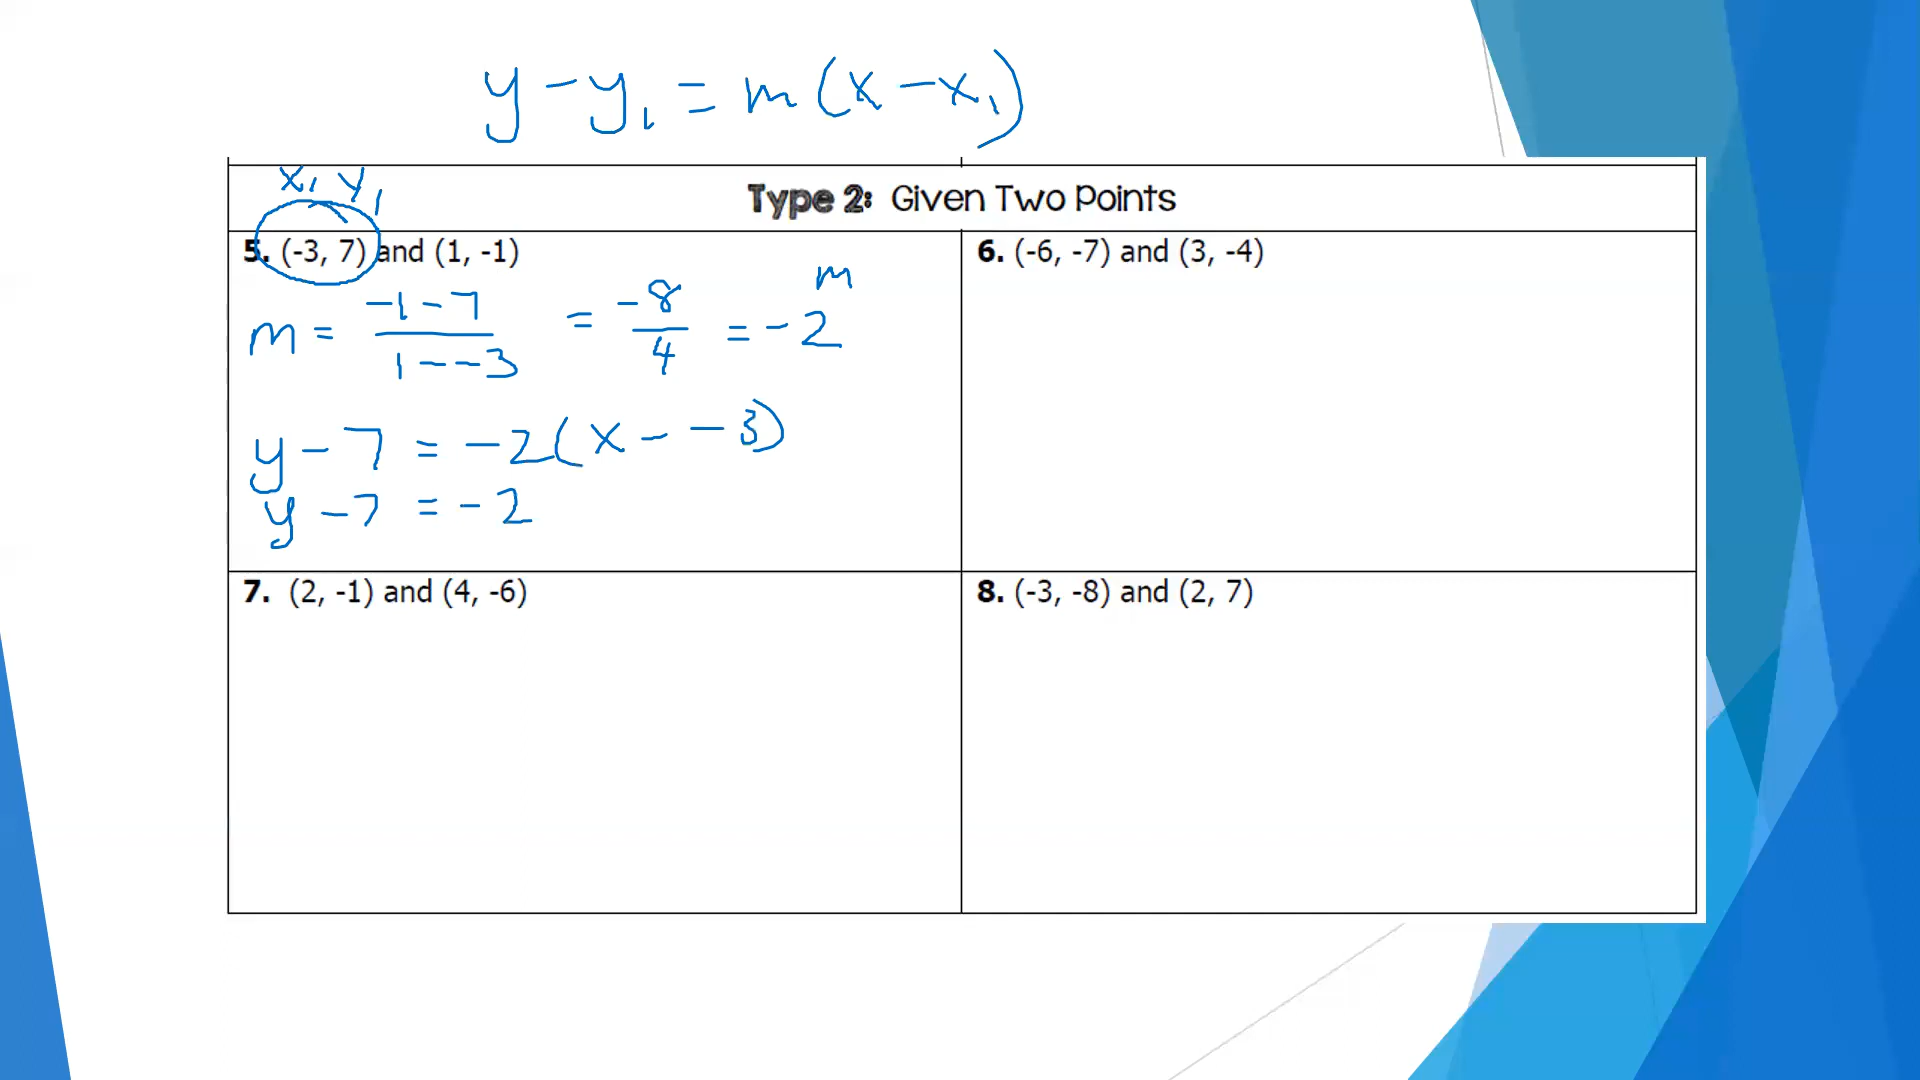 y - y₁ = m(x - x₁)
x₁ y₁
Type 2: Given Two Points
5. (-3, 7) and (1, -1)
m = (-1 - 7)/(1 - -3) = -8/4 = -2
m
y - 7 = -2(x - -3)
y - 7 = -2
6. (-6, -7) and (3, -4)
7. (2, -1) and (4, -6)
8. (-3, -8) and (2, 7)